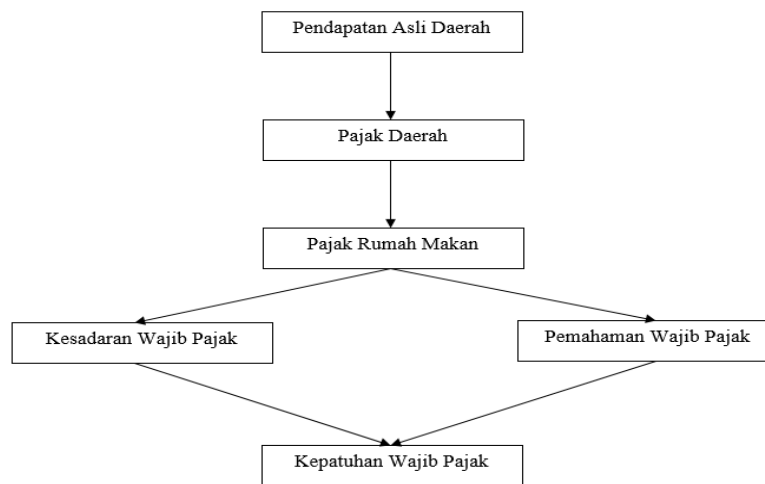 Pendapatan Asli Daerah
Pajak Daerah
Pajak Rumah Makan
Kesadaran Wajib Pajak
Pemahaman Wajib Pajak
Kepatuhan Wajib Pajak